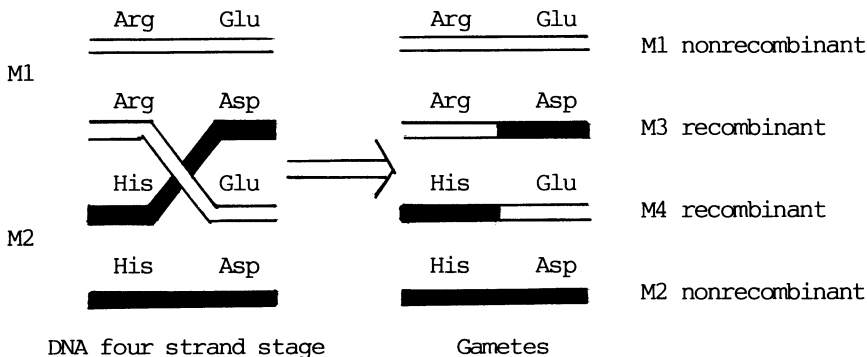 Arg Glu Arg Glu
M1 nonrecombinant
M1
Arg Asp Arg Asp
M3 recombinant
His Glu His Glu
M4 recombinant
M2
His Asp His Asp
M2 nonrecombinant
DNA four strand stage Gametes